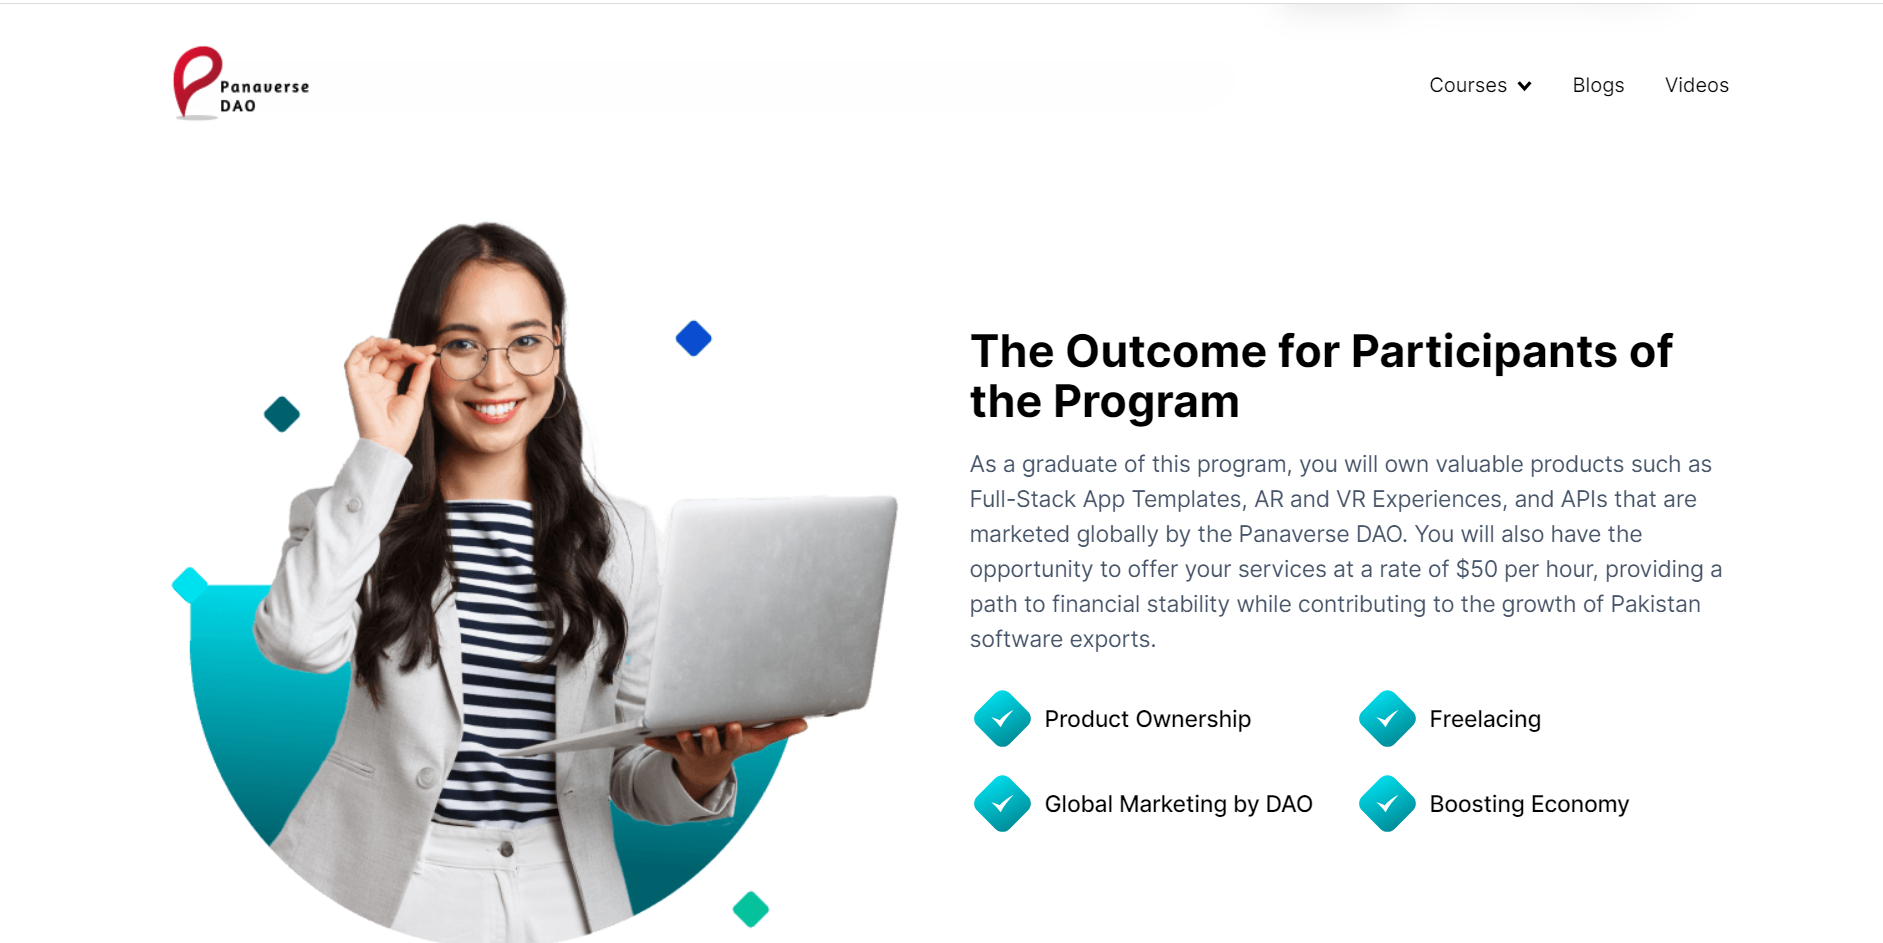 Panaverse
DAO
Courses
Blogs
Videos
The Outcome for Participants of
the Program
As a graduate of this program, you will own valuable products such as
Full-Stack App Templates, AR and VR Experiences, and APIs that are
marketed globally by the Panaverse DAO. You will also have the
opportunity to offer your services at a rate of $50 per hour, providing a
path to financial stability while contributing to the growth of Pakistan
software exports.
Product Ownership
Freelacing
Global Marketing by DAO
Boosting Economy